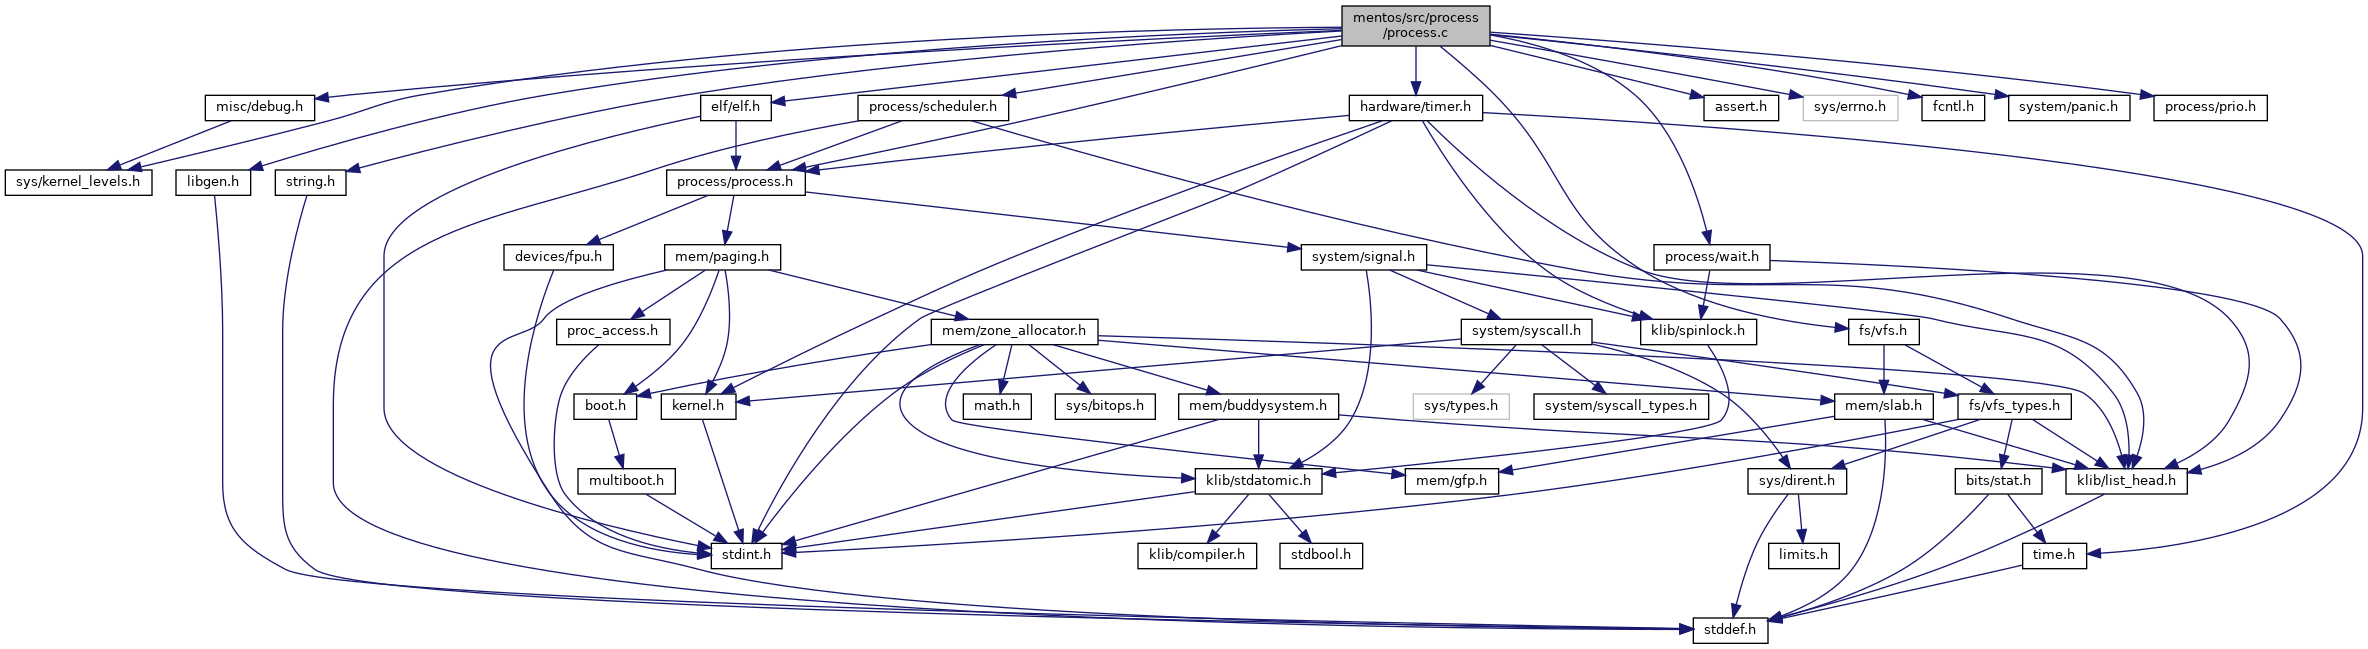 mentos/src/process
/process.c
misc/debug.h
elf/elf.h
process/scheduler.h
hardware/timer.h
assert.h
sys/errno.h
fcntl.h
system/panic.h
process/prio.h
sys/kernel_levels.h
libgen.h
string.h
process/process.h
devices/fpu.h
mem/paging.h
system/signal.h
process/wait.h
proc_access.h
mem/zone_allocator.h
system/syscall.h
klib/spinlock.h
fs/vfs.h
boot.h
kernel.h
math.h
sys/bitops.h
mem/buddysystem.h
sys/types.h
system/syscall_types.h
mem/slab.h
fs/vfs_types.h
multiboot.h
klib/stdatomic.h
mem/gfp.h
sys/dirent.h
bits/stat.h
klib/list_head.h
stdint.h
klib/compiler.h
stdbool.h
limits.h
time.h
stddef.h